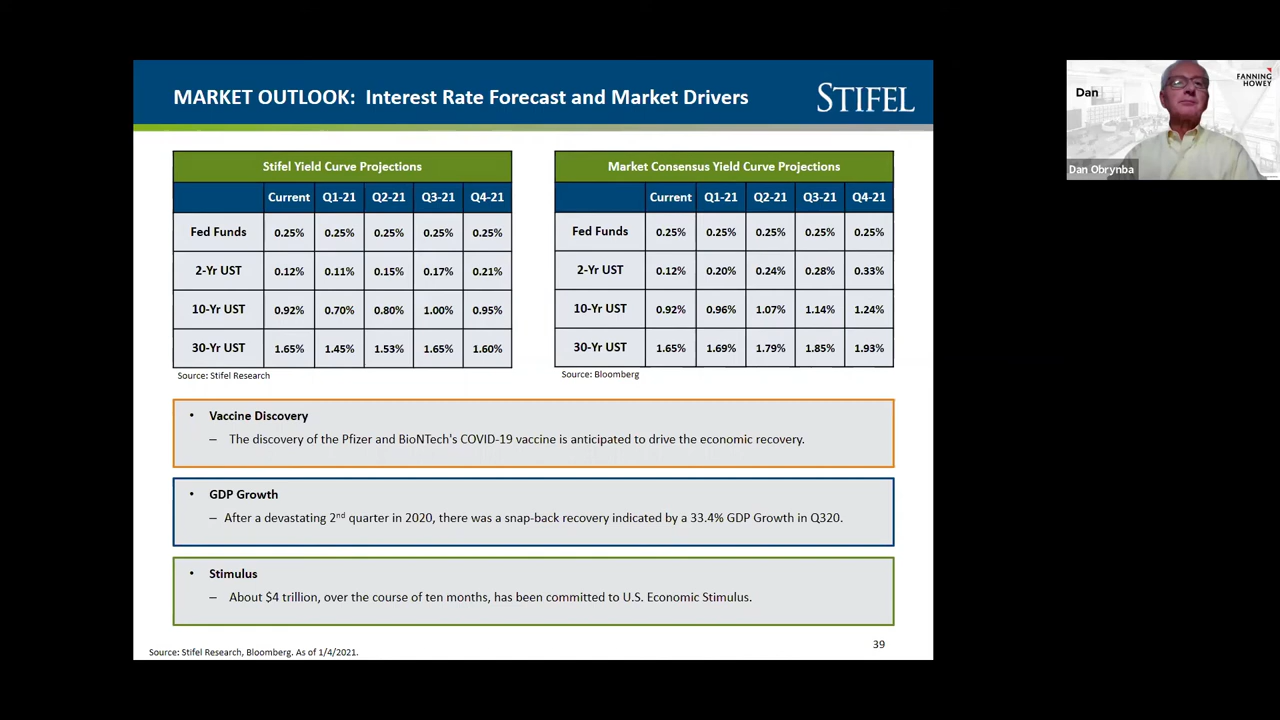 MARKET OUTLOOK: Interest Rate Forecast and Market Drivers
STIFEL
Stifel Yield Curve Projections
Current Q1-21 Q2-21 Q3-21 Q4-21
Fed Funds 0.25% 0.25% 0.25% 0.25% 0.25%
2-Yr UST 0.12% 0.11% 0.15% 0.17% 0.21%
10-Yr UST 0.92% 0.70% 0.80% 1.00% 0.95%
30-Yr UST 1.65% 1.45% 1.53% 1.65% 1.60%
Source: Stifel Research
Market Consensus Yield Curve Projections
Current Q1-21 Q2-21 Q3-21 Q4-21
Fed Funds 0.25% 0.25% 0.25% 0.25% 0.25%
2-Yr UST 0.12% 0.20% 0.24% 0.28% 0.33%
10-Yr UST 0.92% 0.96% 1.07% 1.14% 1.24%
30-Yr UST 1.65% 1.69% 1.79% 1.85% 1.93%
Source: Bloomberg
• Vaccine Discovery
– The discovery of the Pfizer and BioNTech's COVID-19 vaccine is anticipated to drive the economic recovery.
• GDP Growth
– After a devastating 2nd quarter in 2020, there was a snap-back recovery indicated by a 33.4% GDP Growth in Q320.
• Stimulus
– About $4 trillion, over the course of ten months, has been committed to U.S. Economic Stimulus.
39
Source: Stifel Research, Bloomberg. As of 1/4/2021.
FANNING
HOWEY
Dan
Dan Obrynba